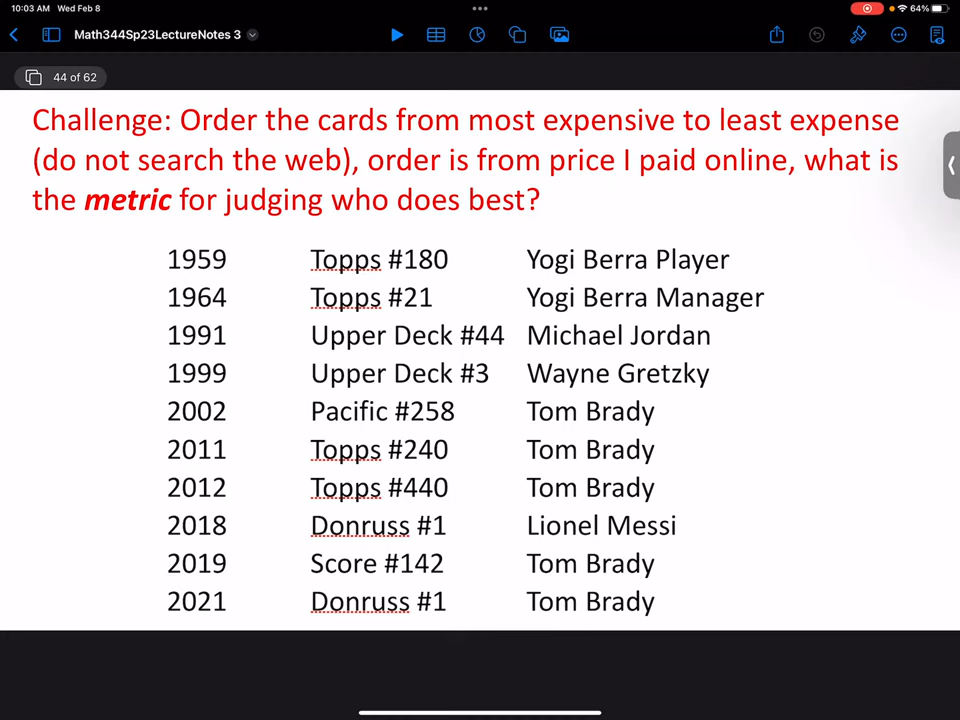 10:03 AM Wed Feb 8
64%
Math344Sp23LectureNotes 3
44 of 62
Challenge: Order the cards from most expensive to least expense
(do not search the web), order is from price I paid online, what is
the metric for judging who does best?
1959 Topps #180 Yogi Berra Player
1964 Topps #21 Yogi Berra Manager
1991 Upper Deck #44 Michael Jordan
1999 Upper Deck #3 Wayne Gretzky
2002 Pacific #258 Tom Brady
2011 Topps #240 Tom Brady
2012 Topps #440 Tom Brady
2018 Donruss #1 Lionel Messi
2019 Score #142 Tom Brady
2021 Donruss #1 Tom Brady